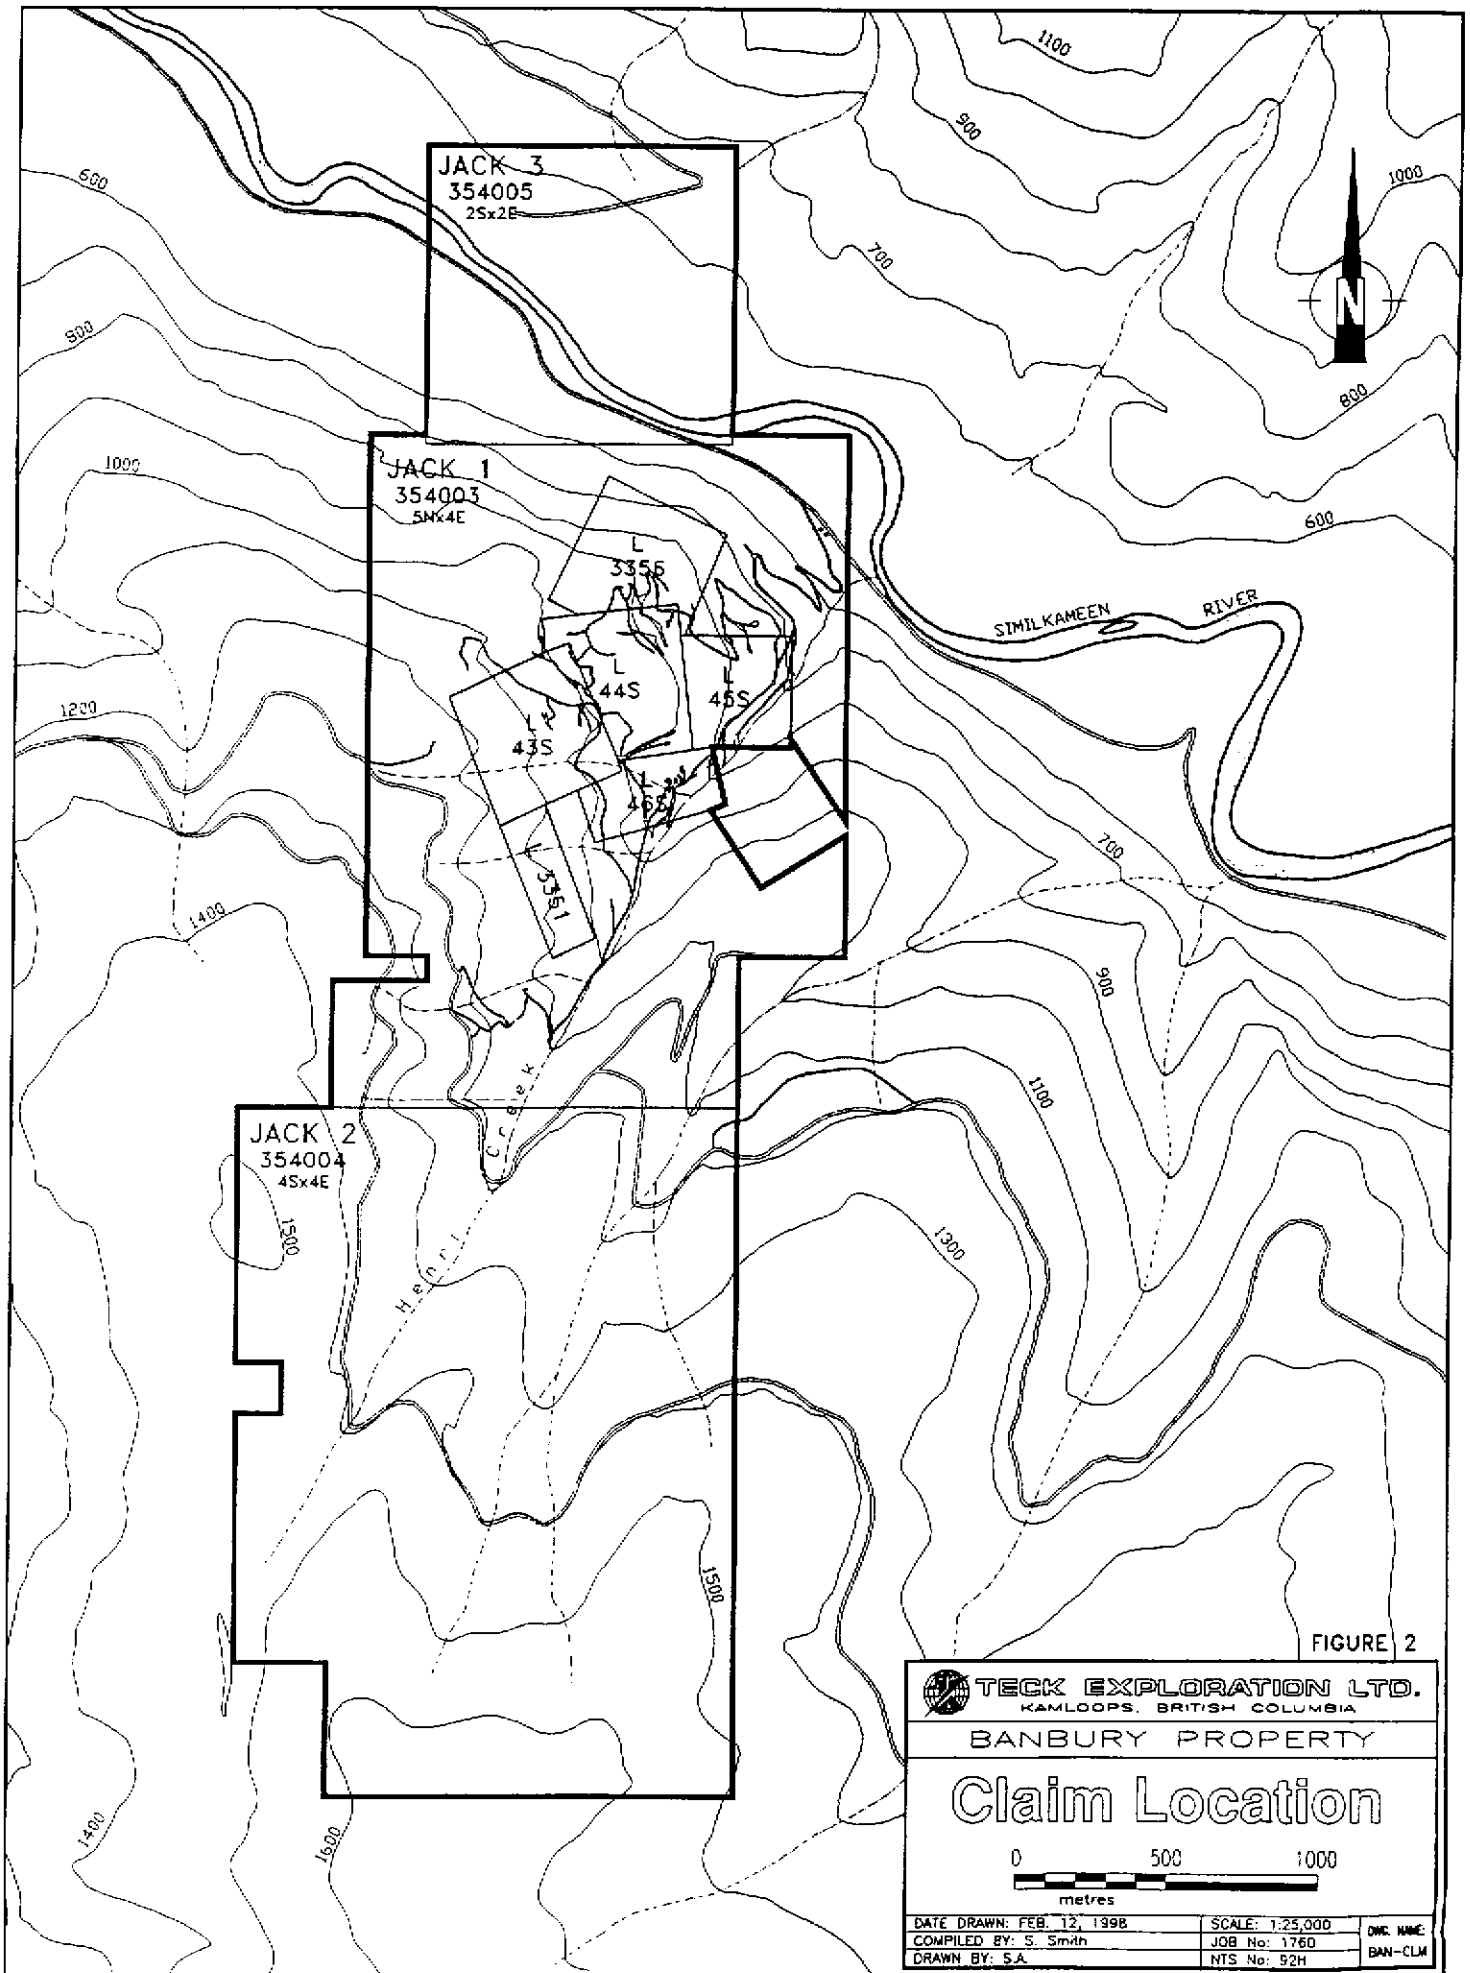 1100
900
1000
JACK 3
354005
2Sx2E
600
700
N
800
800
JACK 1
354003
5Nx4E
1000
600
L
3356
SIMILKAMEEN RIVER
L
44S
L
45S
L
43S
1200
L
46S
700
L
3361
1400
900
1100
JACK 2
354004
4Sx4E
Henri Creek
1500
1300
1500
FIGURE 2
TECK EXPLORATION LTD.
KAMLOOPS, BRITISH COLUMBIA
BANBURY PROPERTY
Claim Location
1400
1600
0 500 1000
metres
DATE DRAWN: FEB. 12, 1998
SCALE: 1:25,000
DWG. NAME:
COMPILED BY: S. Smith
JOB No: 1760
BAN-CLM
DRAWN BY: S.A.
NTS No: 92H